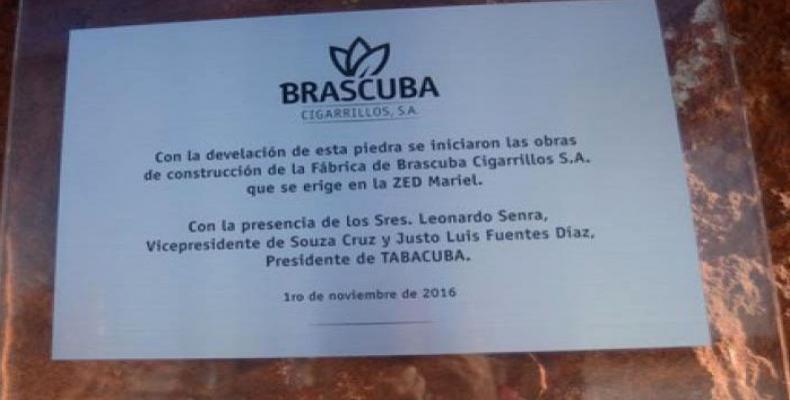 BRASCUBA
CIGARRILLOS, S.A.
Con la develación de esta piedra se iniciaron las obras
de construcción de la Fábrica de Brascuba Cigarrillos S.A.
que se erige en la ZED Mariel.
Con la presencia de los Sres. Leonardo Senra,
Vicepresidente de Souza Cruz y Justo Luis Fuentes Díaz,
Presidente de TABACUBA.
1ro de noviembre de 2016